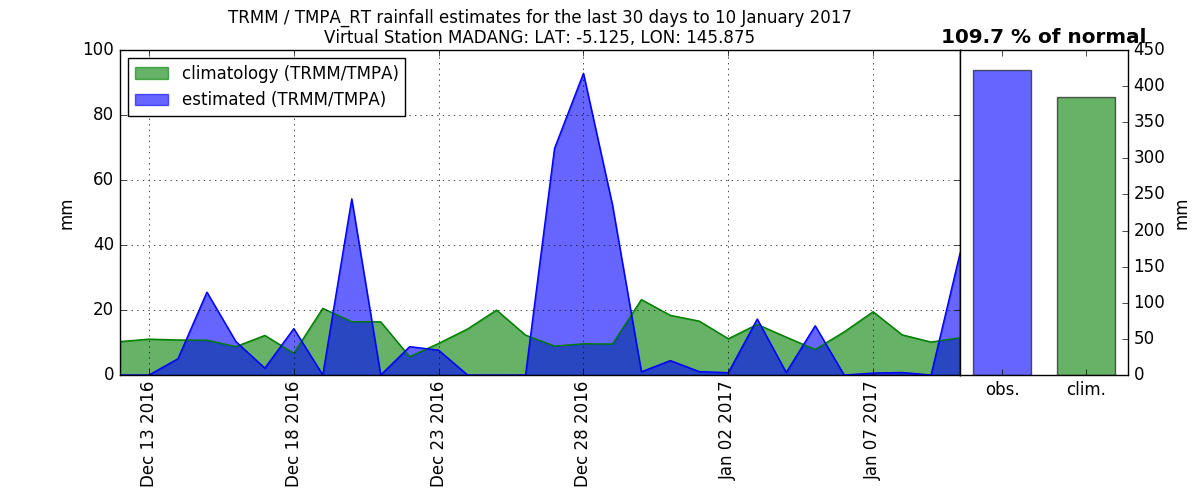 TRMM / TMPA_RT rainfall estimates for the last 30 days to 10 January 2017
Virtual Station MADANG: LAT: -5.125, LON: 145.875
109.7 % of normal
climatology (TRMM/TMPA)
estimated (TRMM/TMPA)
mm
100
80
60
40
20
0
Dec 13 2016
Dec 18 2016
Dec 23 2016
Dec 28 2016
Jan 02 2017
Jan 07 2017
obs.
clim.
450
400
350
300
250
200
150
100
50
0
mm